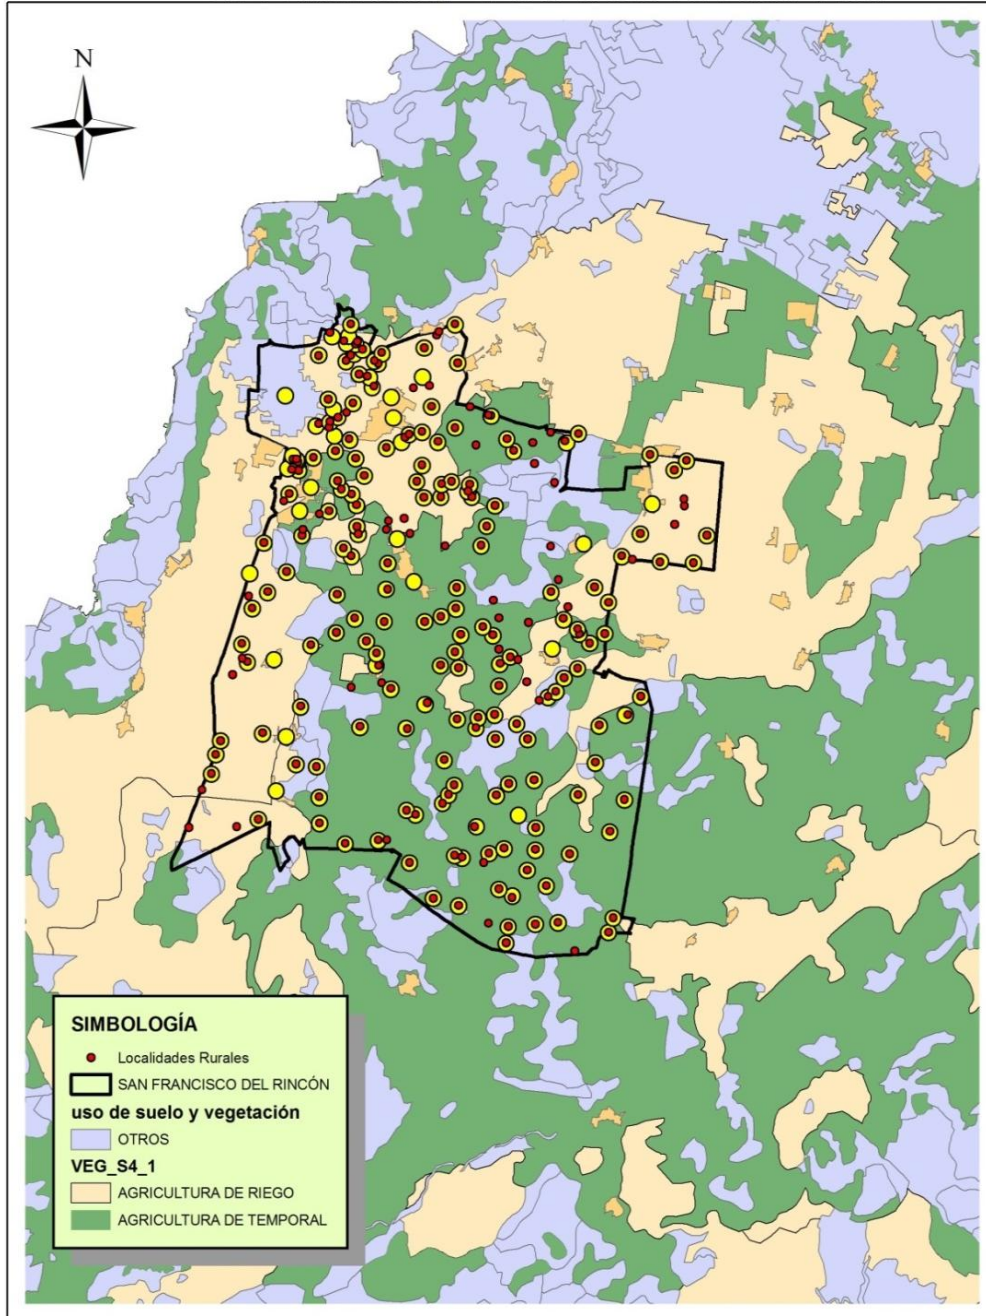 N
SIMBOLOGÍA
Localidades Rurales
SAN FRANCISCO DEL RINCÓN
uso de suelo y vegetación
OTROS
VEG_S4_1
AGRICULTURA DE RIEGO
AGRICULTURA DE TEMPORAL